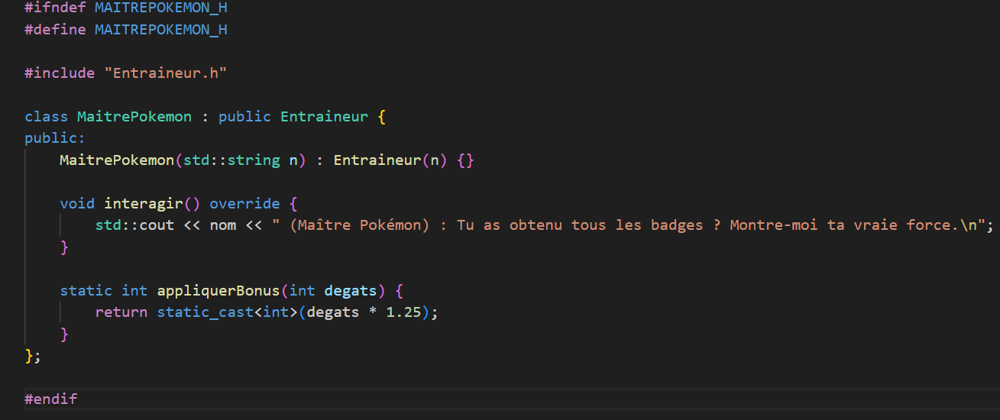 #ifndef MAITREPOKEMON_H
#define MAITREPOKEMON_H
#include "Entraineur.h"
class MaitrePokemon : public Entraineur {
public:
    MaitrePokemon(std::string n) : Entraineur(n) {}
    void interagir() override {
        std::cout << nom << " (Maître Pokémon) : Tu as obtenu tous les badges ? Montre-moi ta vraie force.\n";
    }
    static int appliquerBonus(int degats) {
        return static_cast<int>(degats * 1.25);
    }
};
#endif